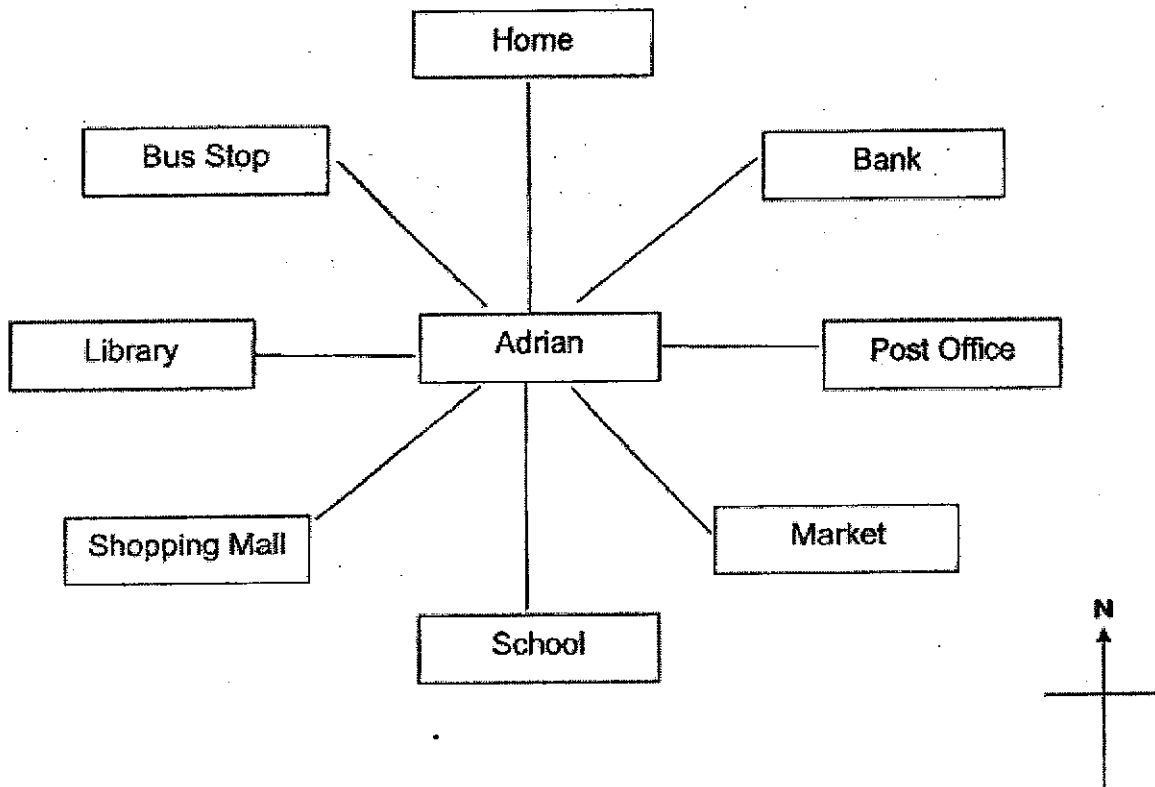 Home
Bus Stop
Bank
Library
Adrian
Post Office
Shopping Mall
Market
School
N